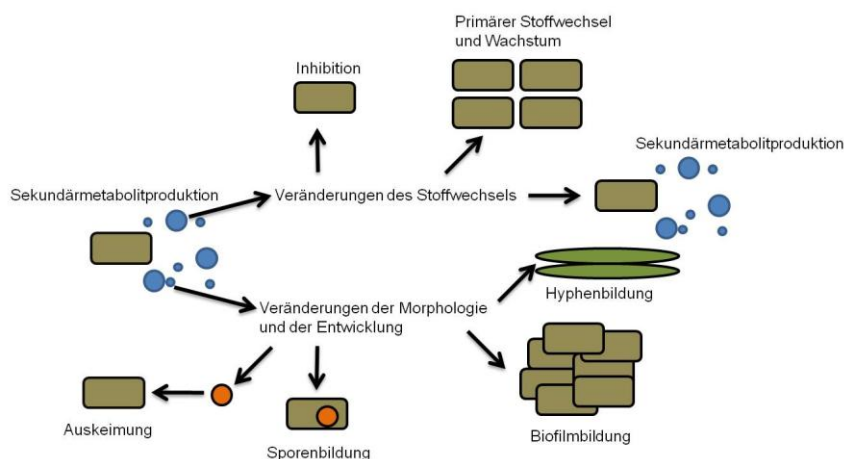 Primärer Stoffwechsel
und Wachstum
Inhibition
Sekundärmetabolitproduktion
Sekundärmetabolitproduktion
Veränderungen des Stoffwechsels
Hyphenbildung
Veränderungen der Morphologie
und der Entwicklung
Auskeimung
Sporenbildung
Biofilmbildung